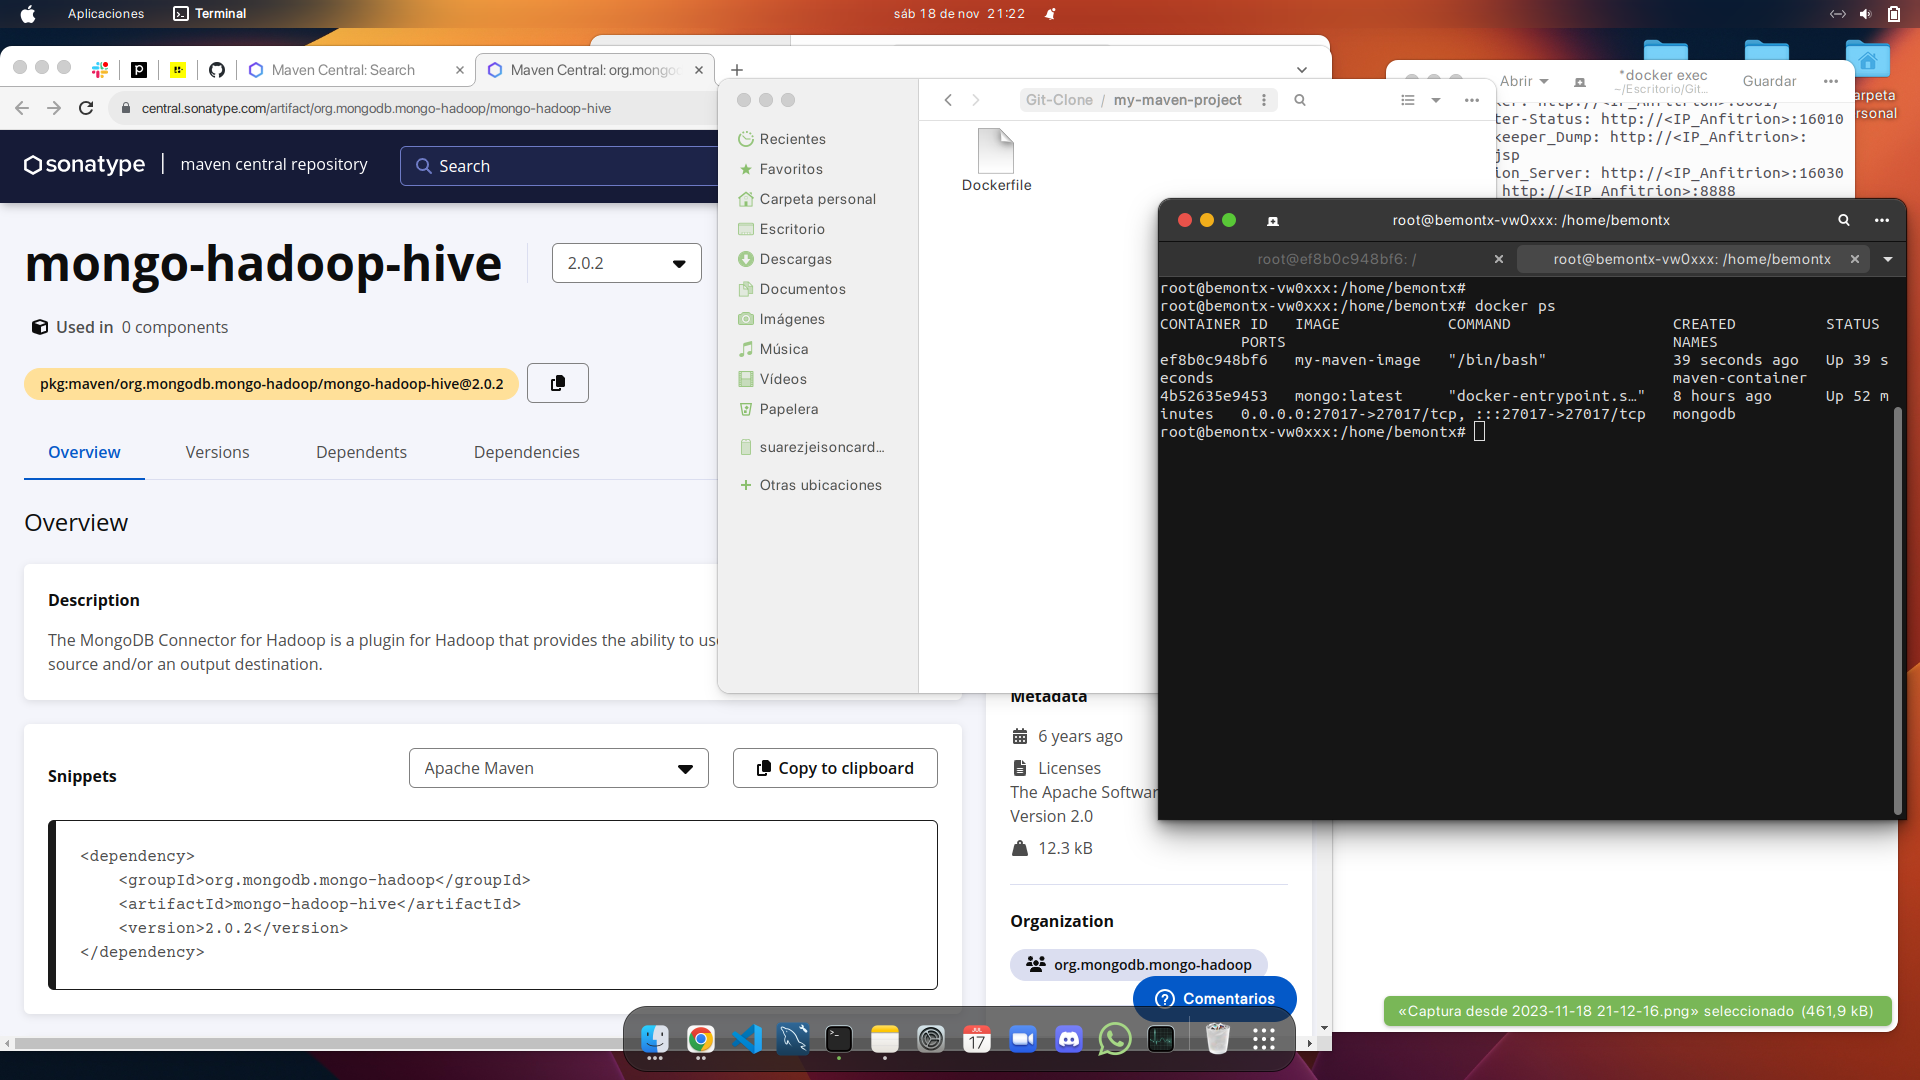 Aplicaciones
Terminal
sáb 18 de nov 21:22
Maven Central: Search
Maven Central: org.mongo
central.sonatype.com/artifact/org.mongodb.mongo-hadoop/mongo-hadoop-hive
sonatype
maven central repository
Search
mongo-hadoop-hive
2.0.2
Used in 0 components
pkg:maven/org.mongodb.mongo-hadoop/mongo-hadoop-hive@2.0.2
Overview
Versions
Dependents
Dependencies
Overview
Description
The MongoDB Connector for Hadoop is a plugin for Hadoop that provides the ability to use
source and/or an output destination.
Snippets
Apache Maven
Copy to clipboard
<dependency>
<groupId>org.mongodb.mongo-hadoop</groupId>
<artifactId>mongo-hadoop-hive</artifactId>
<version>2.0.2</version>
</dependency>
Metadata
6 years ago
Licenses
The Apache Softwar
Version 2.0
12.3 kB
Organization
org.mongodb.mongo-hadoop
Comentarios
Git-Clone / my-maven-project
Recientes
Favoritos
Carpeta personal
Escritorio
Descargas
Documentos
Imágenes
Música
Vídeos
Papelera
suarezjeisoncard...
Otras ubicaciones
Dockerfile
Abrir
*docker exec
~/Escritorio/Git...
Guardar
ker: http://<IP_Anfitrion>:8081/
ter-Status: http://<IP_Anfitrion>:16010
keeper_Dump: http://<IP_Anfitrion>:
jsp
ion_Server: http://<IP_Anfitrion>:16030
http://<IP_Anfitrion>:8888
arpeta
rsonal
root@bemontx-vw0xxx: /home/bemontx
root@ef8b0c948bf6: /
root@bemontx-vw0xxx: /home/bemontx
root@bemontx-vw0xxx:/home/bemontx#
root@bemontx-vw0xxx:/home/bemontx# docker ps
CONTAINER ID IMAGE COMMAND CREATED STATUS
PORTS NAMES
ef8b0c948bf6 my-maven-image "/bin/bash" 39 seconds ago Up 39 s
econds maven-container
4b52635e9453 mongo:latest "docker-entrypoint.s…" 8 hours ago Up 52 m
inutes 0.0.0.0:27017->27017/tcp, :::27017->27017/tcp mongodb
root@bemontx-vw0xxx:/home/bemontx#
«Captura desde 2023-11-18 21-12-16.png» seleccionado (461,9 kB)
JUL
17